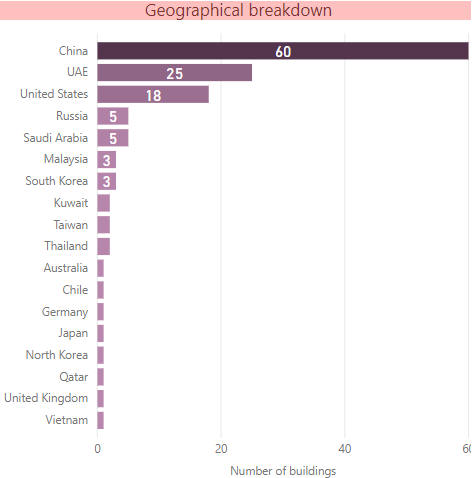 Geographical breakdown
China 60
UAE 25
United States 18
Russia 5
Saudi Arabia 5
Malaysia 3
South Korea 3
Kuwait
Taiwan
Thailand
Australia
Chile
Germany
Japan
North Korea
Qatar
United Kingdom
Vietnam
0 20 40 60
Number of buildings